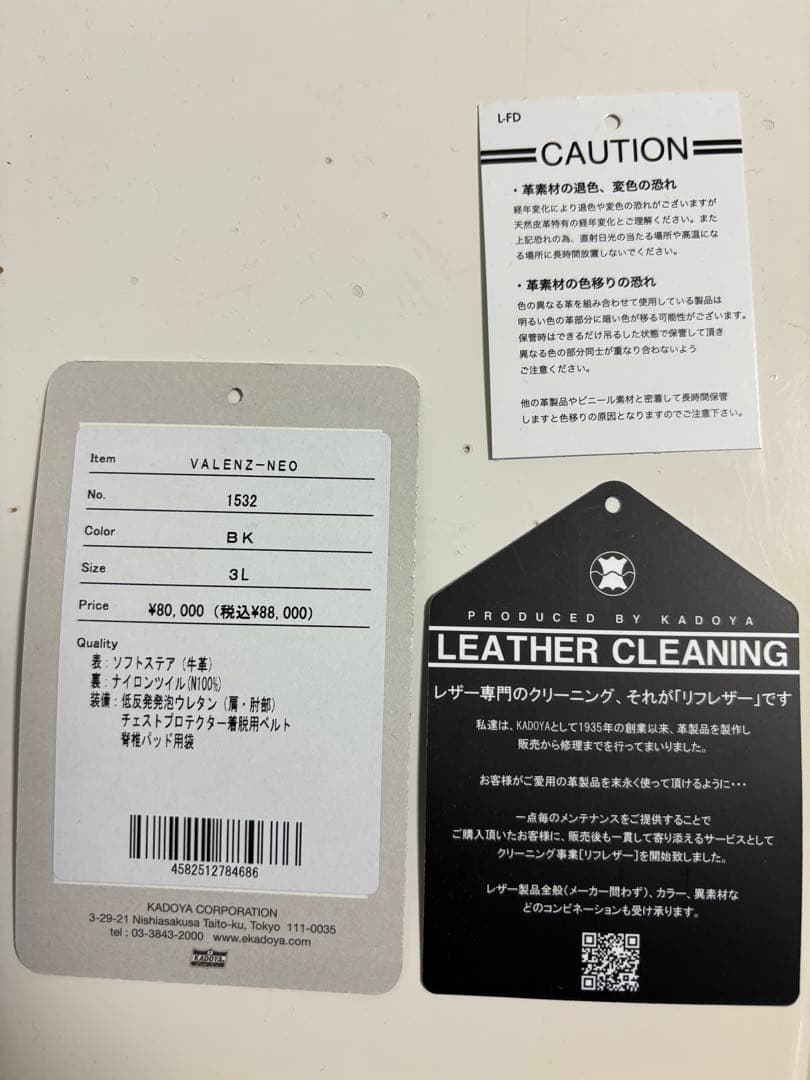 Item VALENZ-NEO
No. 1532
Color BK
Size 3L
Price ¥80,000 (税込¥88,000)
Quality
表:ソフトステア(牛革)
裏:ナイロンツイル(N100%)
装備:低反発発泡ウレタン(肩・肘部)
チェストプロテクター着脱用ベルト
脊椎パッド用袋
4582512784686
KADOYA CORPORATION
3-29-21 Nishiasakusa Taito-ku, Tokyo 111-0035
tel : 03-3843-2000 www.ekadoya.com
KADOYA
L-FD
CAUTION
・革素材の退色、変色の恐れ
経年変化により退色や変色の恐れがございますが
天然皮革特有の経年変化とご理解ください。また
上記恐れの為、直射日光の当たる場所や高温にな
る場所に長時間放置しないでください。
・革素材の色移りの恐れ
色の異なる革を組み合わせて使用している製品は
明るい色の革部分に暗い色が移る可能性がございます。
保管時はできるだけ吊るした状態で保管して頂き
異なる色の部分同士が重なり合わないよう
ご注意ください。
他の革製品やビニール素材と密着して長時間保管
しますと色移りの原因となりますのでご注意下さい。
PRODUCED BY KADOYA
LEATHER CLEANING
レザー専門のクリーニング、それが「リフレザー」です
私達は、KADOYAとして1935年の創業以来、革製品を製作し
販売から修理までを行ってまいりました。
お客様がご愛用の革製品を末永く使って頂けるように・・・
一点毎のメンテナンスをご提供することで
ご購入頂いたお客様に、販売後も一貫して寄り添えるサービスとして
クリーニング事業[リフレザー]を開始致しました。
レザー製品全般(メーカー問わず)、カラー、異素材な
どのコンビネーションも受け承ります。